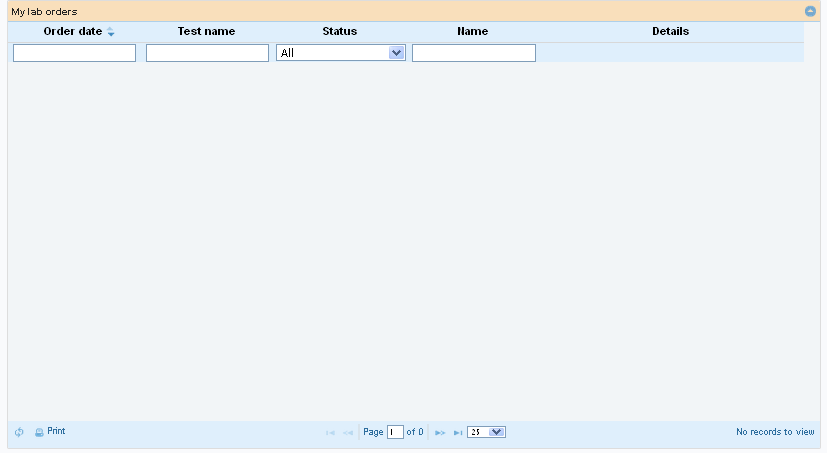 My lab orders
Order date Test name Status Name Details
All
Print Page 1 of 0 25 No records to view